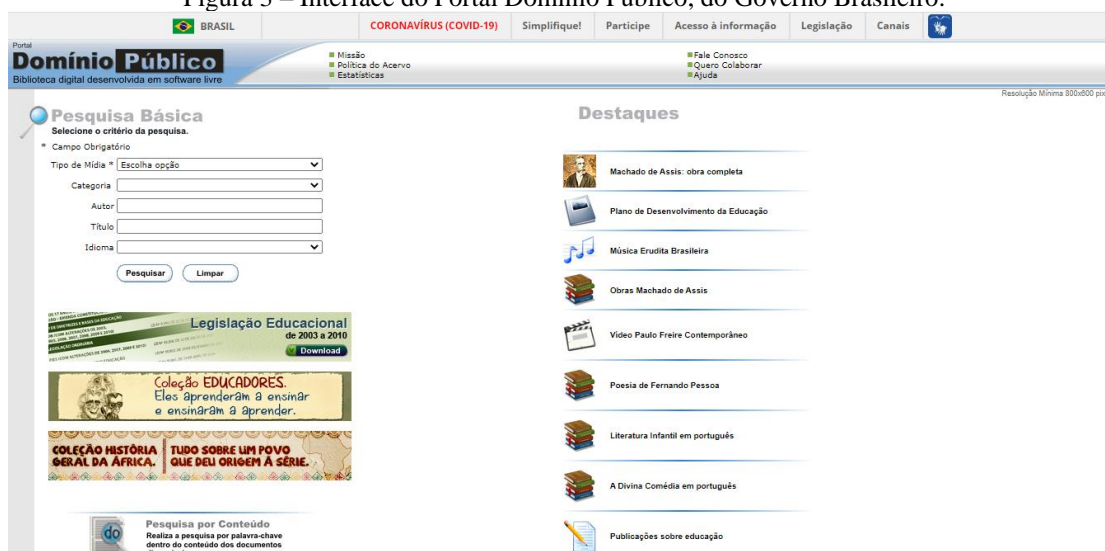 Figura 3 – Interface do Portal Domínio Público, do Governo Brasileiro.
BRASIL
CORONAVÍRUS (COVID-19)
Simplifique!
Participe
Acesso à informação
Legislação
Canais
Portal
Domínio Público
Biblioteca digital desenvolvida em software livre
Missão
Política do Acervo
Estatísticas
Fale Conosco
Quero Colaborar
Ajuda
Resolução Mínima 800x600 pix
Pesquisa Básica
Selecione o critério da pesquisa.
* Campo Obrigatório
Tipo de Mídia * Escolha opção
Categoria
Autor
Título
Idioma
Pesquisar Limpar
Legislação Educacional
de 2003 a 2010
Download
Coleção EDUCADORES.
Eles aprenderam a ensinar
e ensinaram a aprender.
COLEÇÃO HISTÓRIA
GERAL DA ÁFRICA.
TUDO SOBRE UM POVO
QUE DEU ORIGEM À SÉRIE.
do
Pesquisa por Conteúdo
Realiza a pesquisa por palavra-chave
dentro do conteúdo dos documentos
Destaques
Machado de Assis: obra completa
Plano de Desenvolvimento da Educação
Música Erudita Brasileira
Obras Machado de Assis
Video Paulo Freire Contemporâneo
Poesia de Fernando Pessoa
Literatura Infantil em português
A Divina Comédia em português
Publicações sobre educação